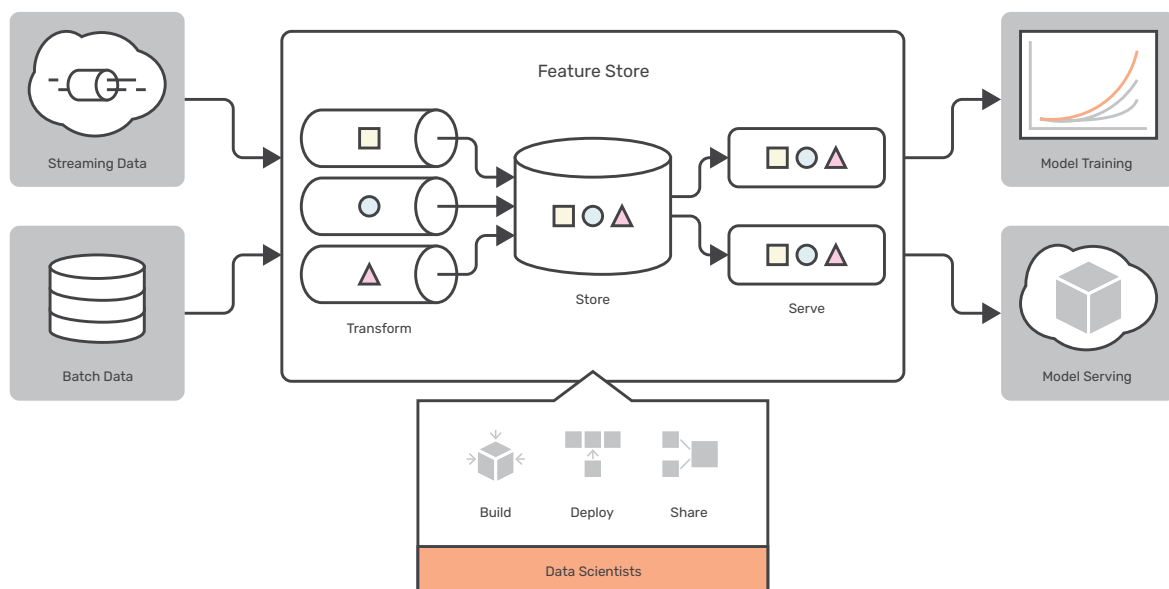 Feature Store
Streaming Data
Batch Data
Transform
Store
Serve
Model Training
Model Serving
Build
Deploy
Share
Data Scientists